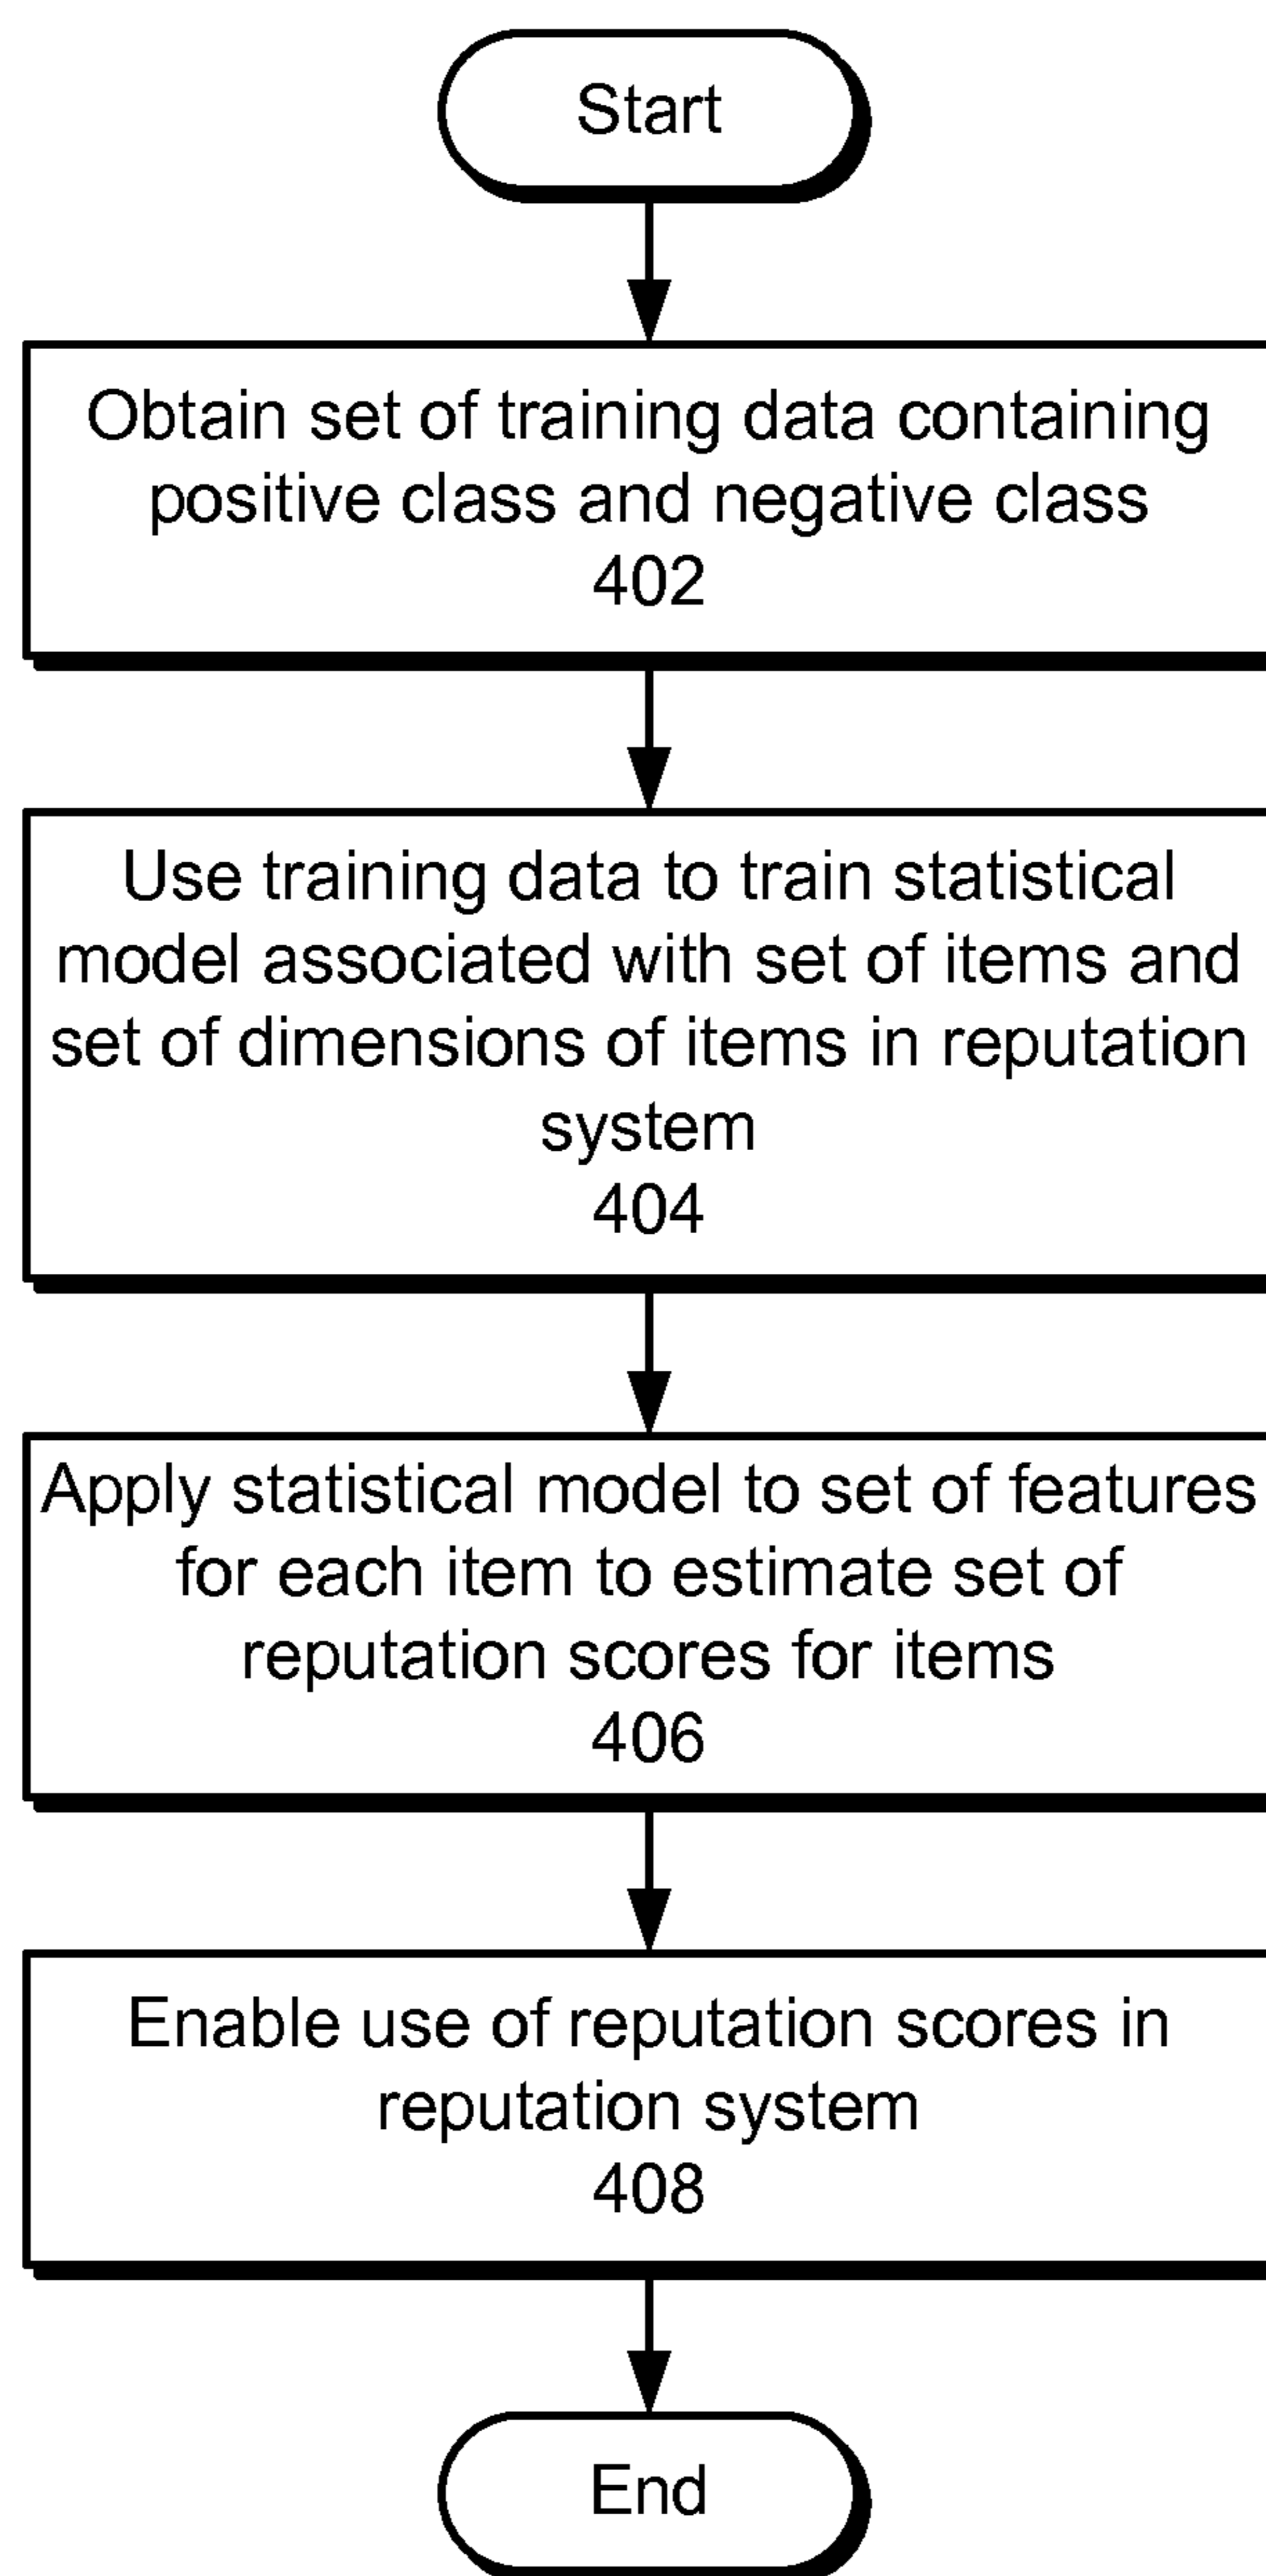 Start
Obtain set of training data containing
positive class and negative class
402
Use training data to train statistical
model associated with set of items and
set of dimensions of items in reputation
system
404
Apply statistical model to set of features
for each item to estimate set of
reputation scores for items
406
Enable use of reputation scores in
reputation system
408
End